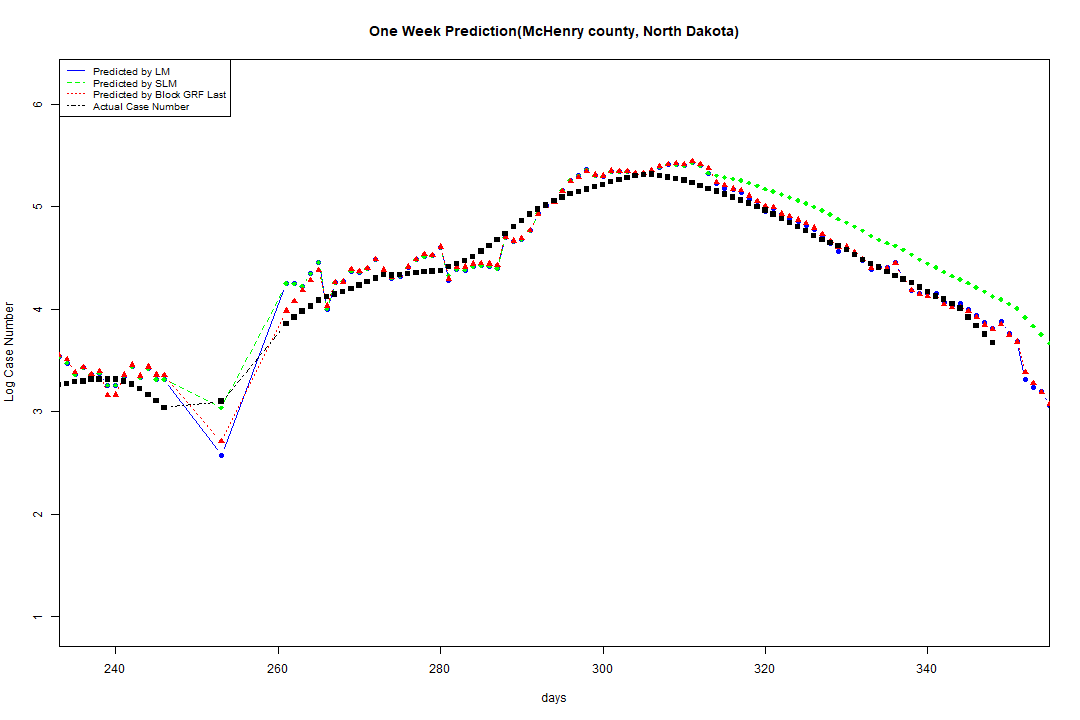 One Week Prediction(McHenry county, North Dakota)
Predicted by LM
Predicted by SLM
Predicted by Block GRF Last
Actual Case Number
Log Case Number
6
5
4
3
2
1
240 260 280 300 320 340
days